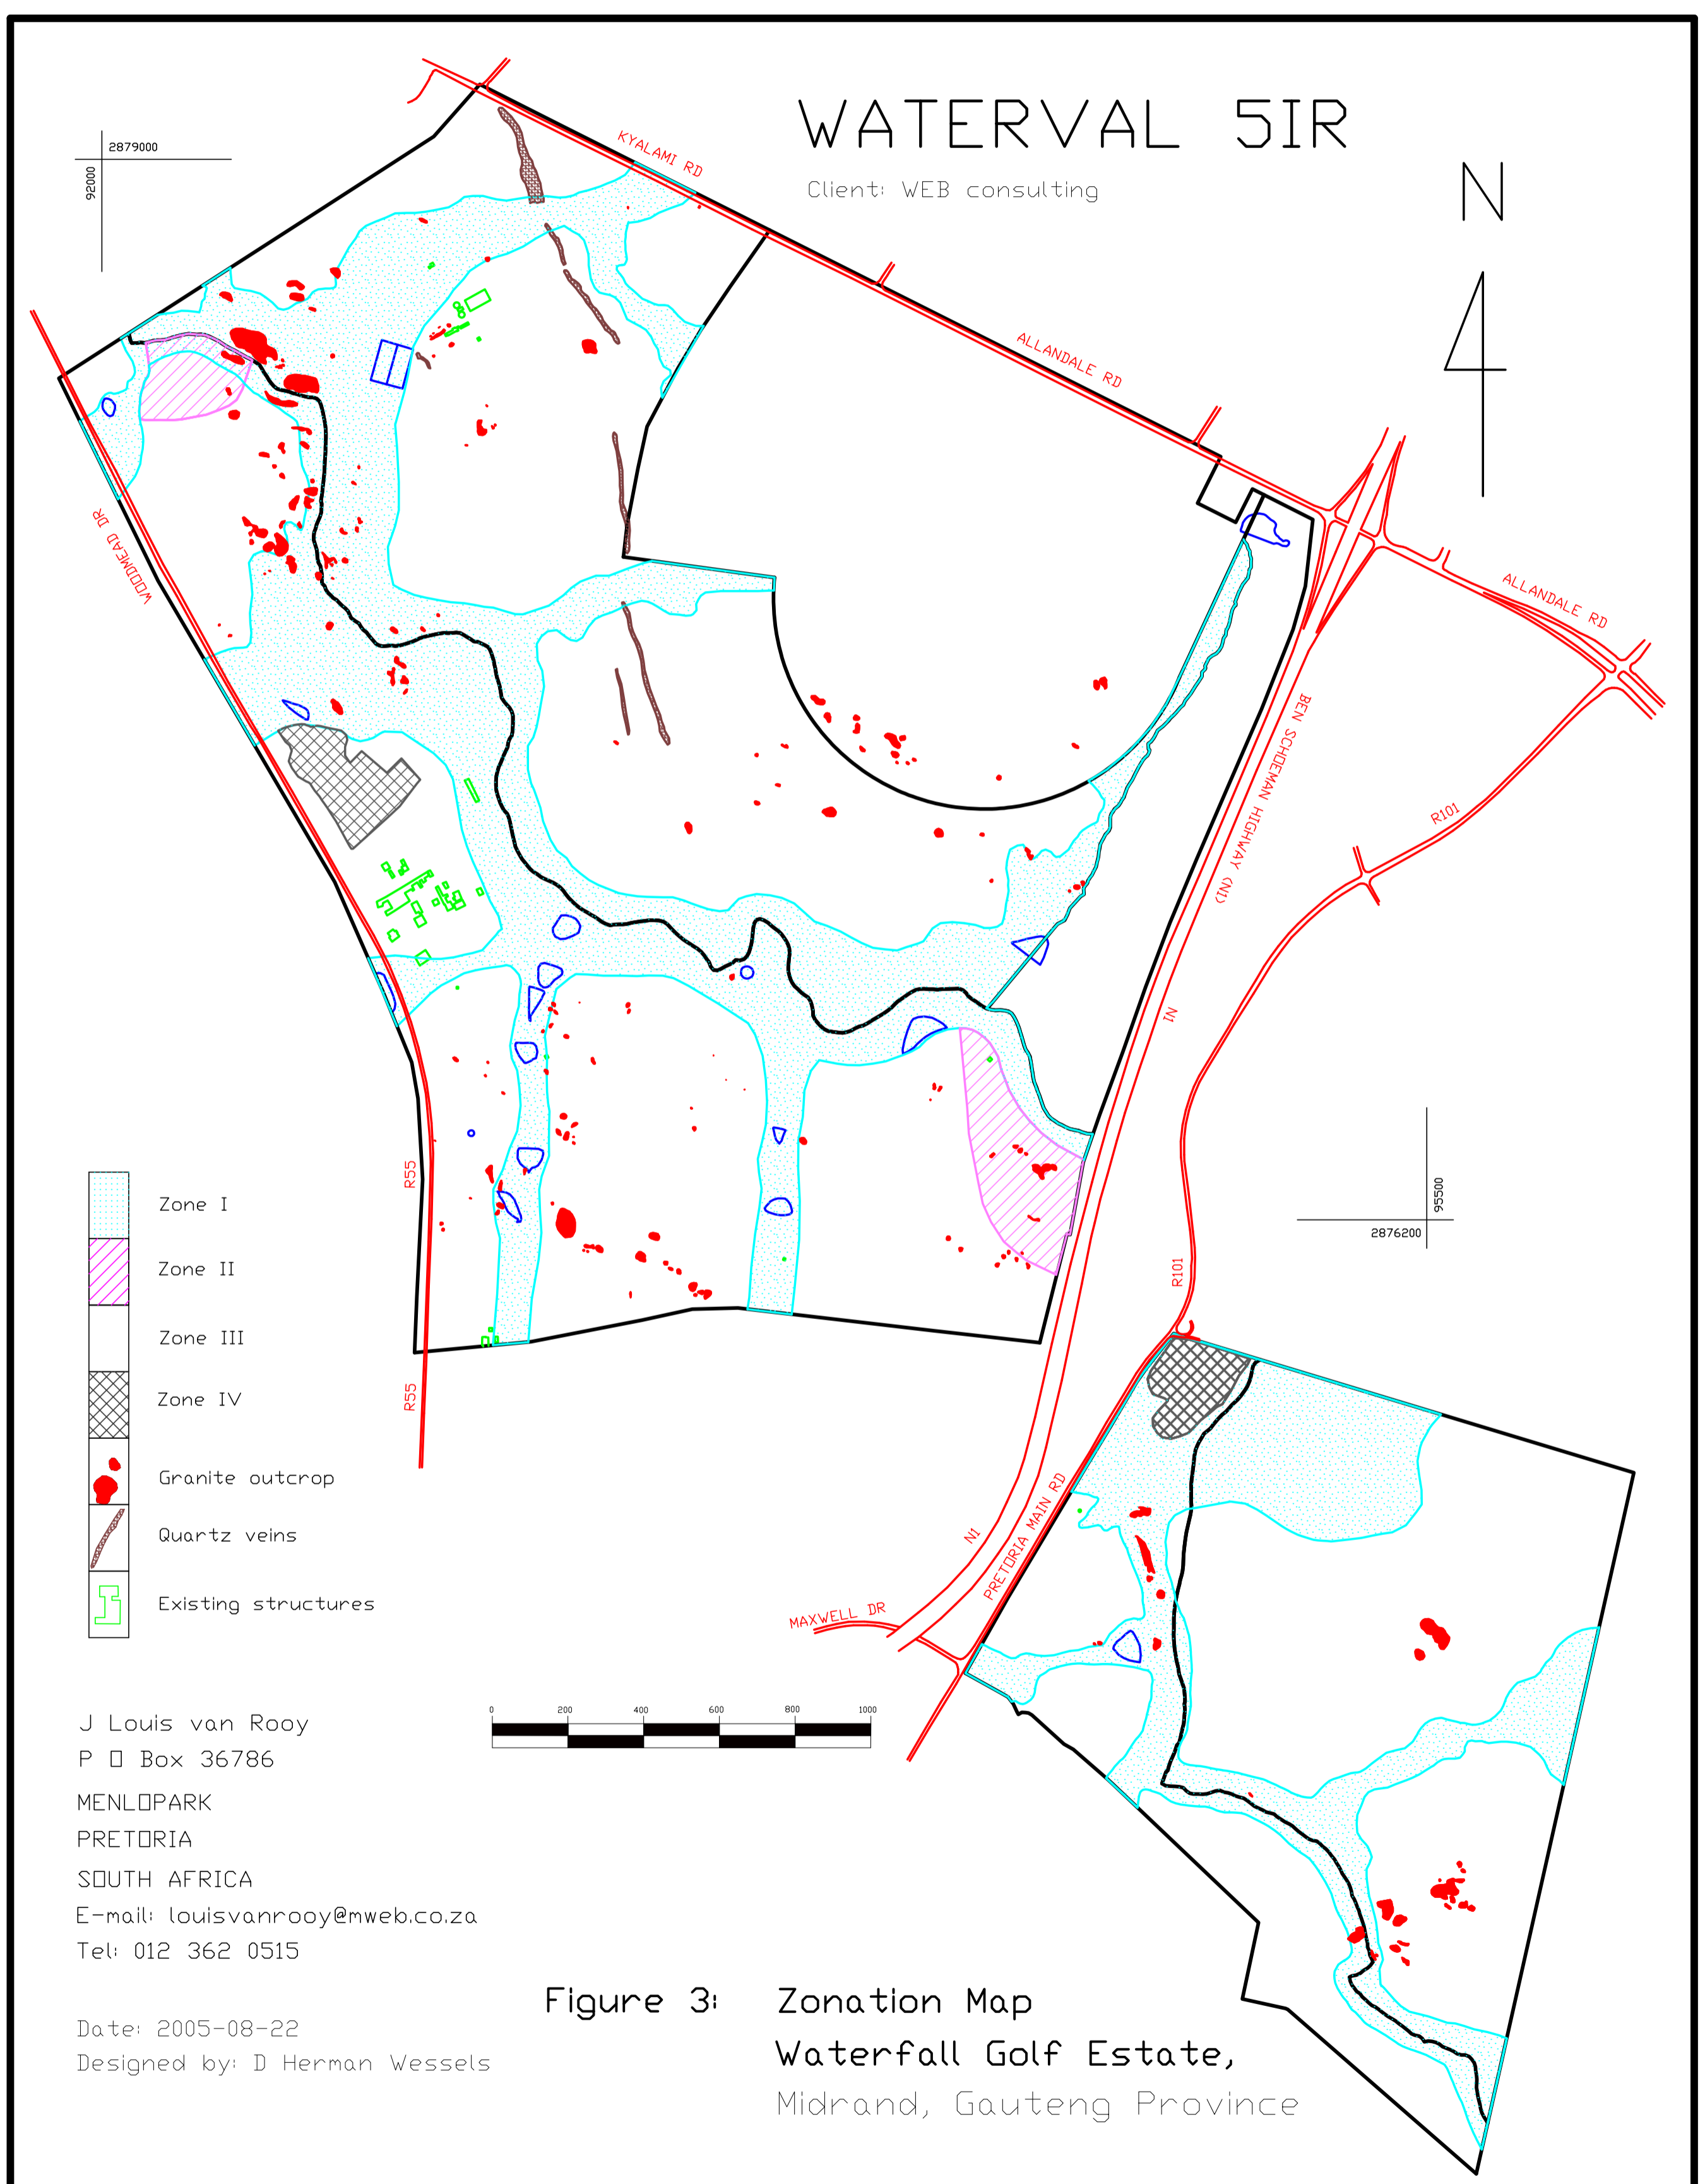 WATERVAL 5IR
Client: WEB consulting
N
2879000
92000
KYALAMI RD
ALLANDALE RD
ALLANDALE RD
WOODMEAD DR
BEN SCHOEMAN HIGHWAY (N1)
R101
N1
R55
R101
95500
2876200
R55
N1
PRETORIA MAIN RD
MAXWELL DR
Zone I
Zone II
Zone III
Zone IV
Granite outcrop
Quartz veins
Existing structures
0 200 400 600 800 1000
J Louis van Rooy
P O Box 36786
MENLOPARK
PRETORIA
SOUTH AFRICA
E-mail: louisvanrooy@mweb.co.za
Tel: 012 362 0515
Date: 2005-08-22
Designed by: D Herman Wessels
Figure 3: Zonation Map
Waterfall Golf Estate,
Midrand, Gauteng Province